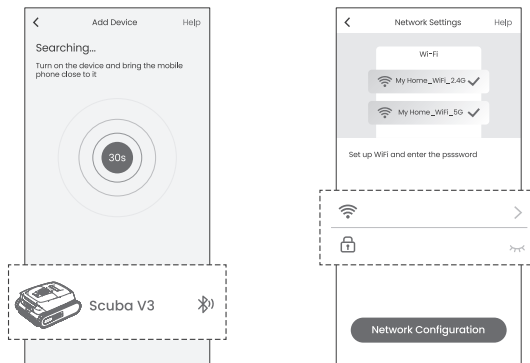 Add Device
Help
Searching...
Turn on the device and bring the mobile
phone close to it
30s
Scuba V3
Network Settings
Help
Wi-Fi
My Home_WiFi_2.4G
My Home_WiFi_5G
Set up WiFi and enter the psssword
Network Configuration